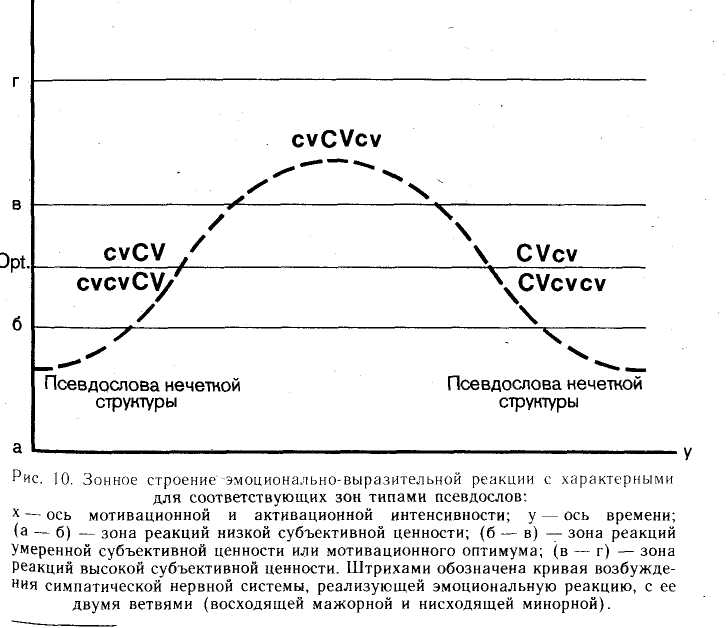 г
cvCVcv
в
cvCV
CVcv
Opt.
cvcvCV
CVcvcv
б
Псевдослова нечеткой
структуры
Псевдослова нечеткой
структуры
а
у
Рис. 10. Зонное строение эмоционально-выразительной реакции с характерными
для соответствующих зон типами псевдослов:
х — ось мотивационной и активационной интенсивности; у — ось времени;
(а — б) — зона реакций низкой субъективной ценности; (б — в) — зона реакций
умеренной субъективной ценности или мотивационного оптимума; (в — г) — зона
реакций высокой субъективной ценности. Штрихами обозначена кривая возбужде-
ния симпатической нервной системы, реализующей эмоциональную реакцию, с ее
двумя ветвями (восходящей мажорной и нисходящей минорной).